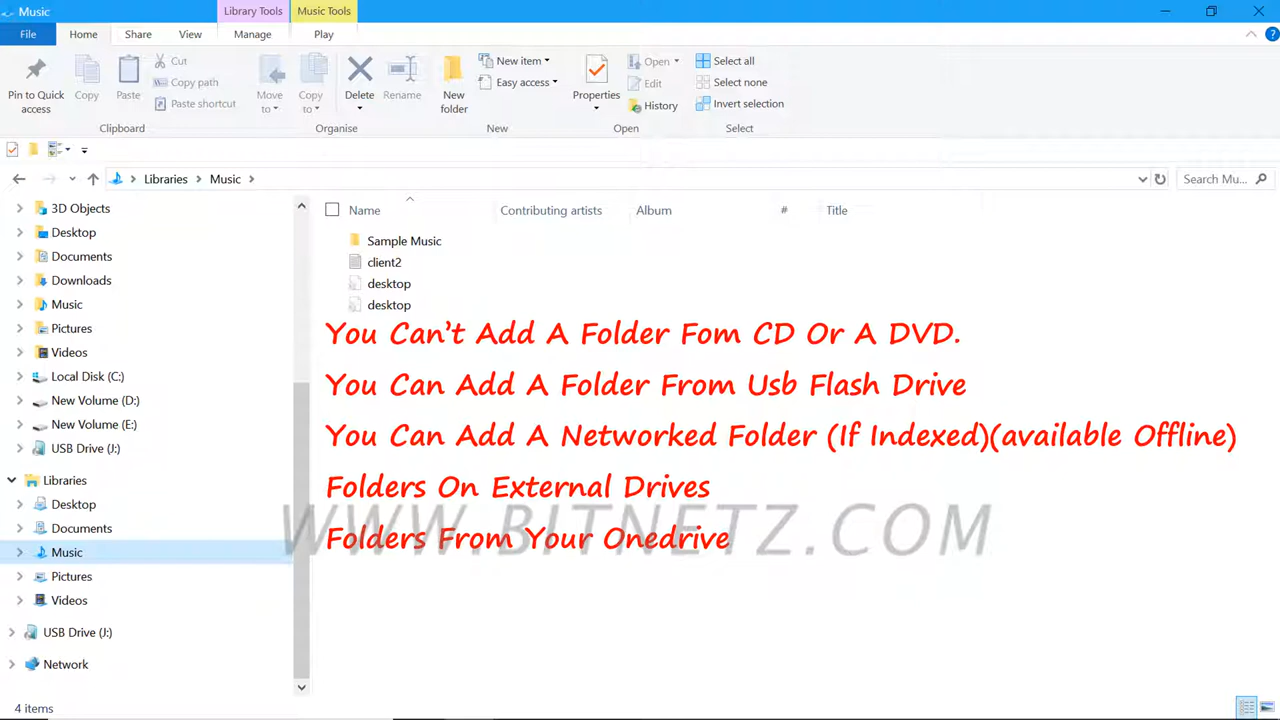 Music
Library Tools
Music Tools
File
Home
Share
View
Manage
Play
Pin to Quick access
Copy
Paste
Cut
Copy path
Paste shortcut
Clipboard
Move to
Copy to
Delete
Rename
Organise
New folder
New item
Easy access
New
Properties
Open
Edit
History
Open
Select all
Select none
Invert selection
Select
Libraries > Music >
Search Mu...
3D Objects
Desktop
Documents
Downloads
Music
Pictures
Videos
Local Disk (C:)
New Volume (D:)
New Volume (E:)
USB Drive (J:)
Libraries
Desktop
Documents
Music
Pictures
Videos
USB Drive (J:)
Network
Name Contributing artists Album # Title
Sample Music
client2
desktop
desktop
You Can't Add A Folder Fom CD Or A DVD.
You Can Add A Folder From Usb Flash Drive
You Can Add A Networked Folder (If Indexed)(available Offline)
Folders On External Drives
Folders From Your Onedrive
WWW.BITNETZ.COM
4 items